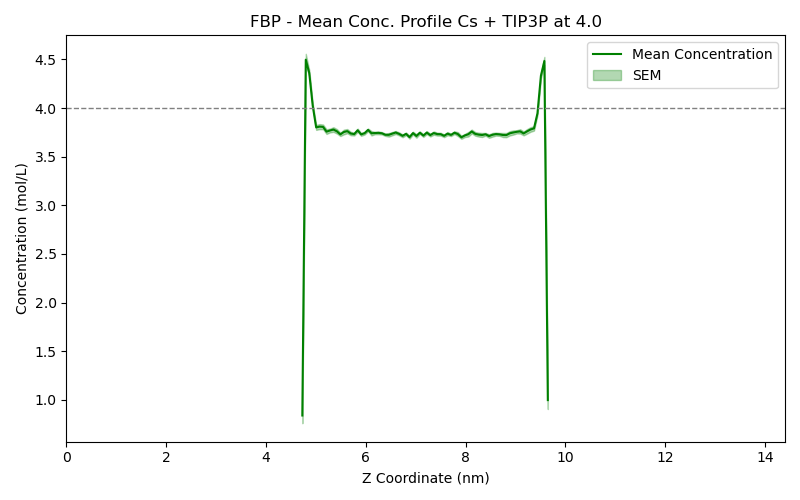 FBP - Mean Conc. Profile Cs + TIP3P at 4.0
Mean Concentration
SEM
Concentration (mol/L)
4.5
4.0
3.5
3.0
2.5
2.0
1.5
1.0
0 2 4 6 8 10 12 14
Z Coordinate (nm)